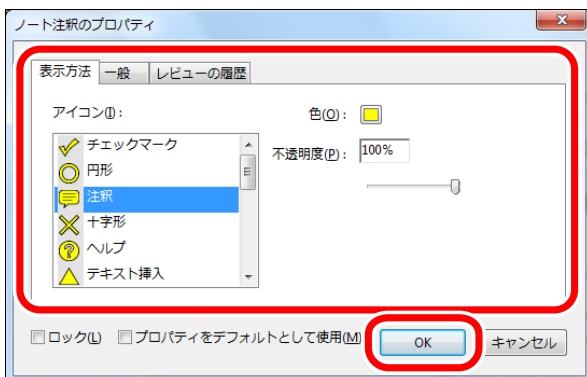 ノート注釈のプロパティ
表示方法 一般 レビューの履歴
アイコン(I)：
色(O)：
チェックマーク
不透明度(P)： 100%
円形
注釈
十字形
ヘルプ
テキスト挿入
ロック(L) プロパティをデフォルトとして使用(M) OK キャンセル